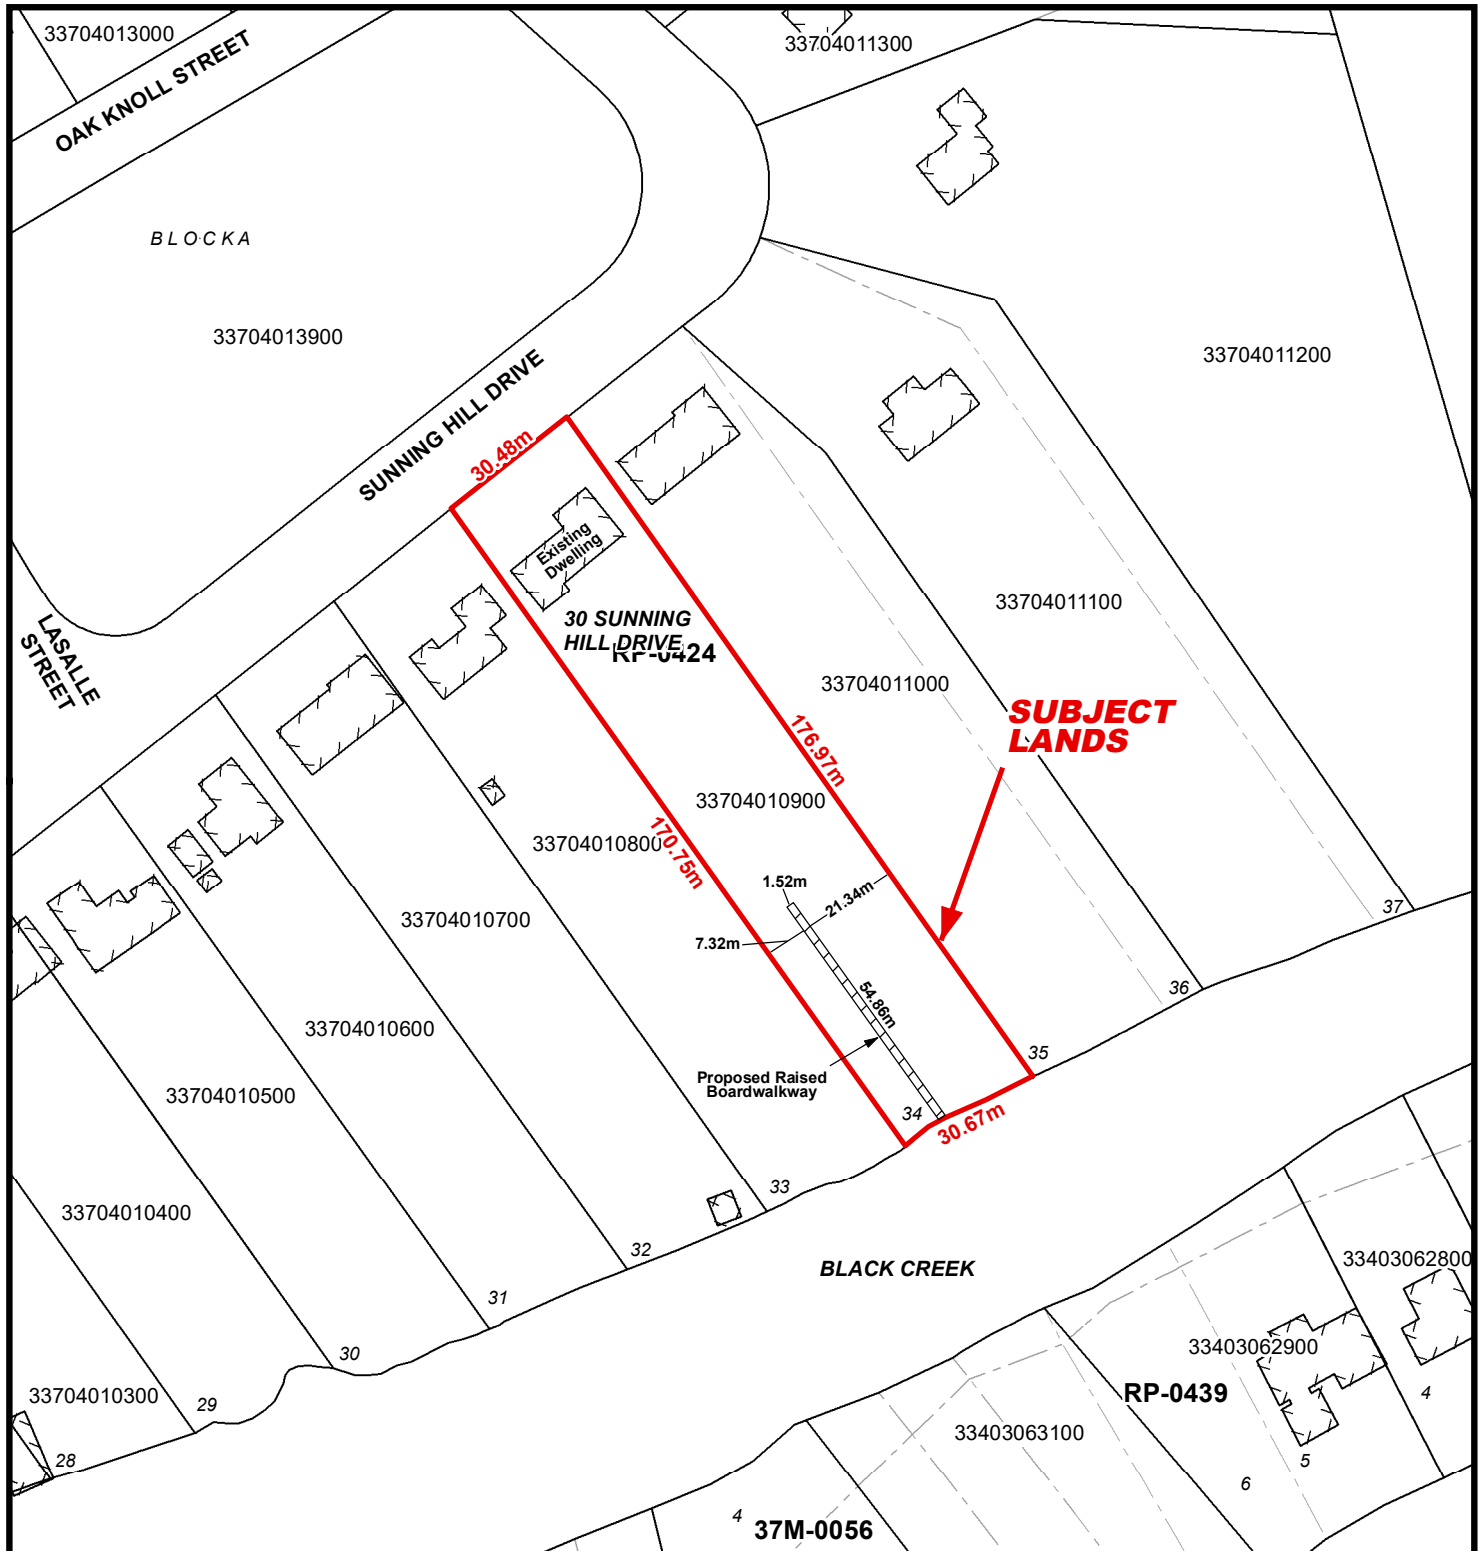 33704013000
OAK KNOLL STREET
33704011300
BLOCKA
33704013900
33704011200
SUNNING HILL DRIVE
30.48m
Existing
Dwelling
30 SUNNING
HILL DRIVE
RP-0424
LASALLE
STREET
33704011100
33704011000
SUBJECT
LANDS
176.97m
33704010900
33704010800
170.75m
1.52m
21.34m
7.32m
33704010700
37
36
54.86m
33704010600
35
Proposed Raised
Boardwalkway
33704010500
34
30.67m
33
33704010400
32
BLACK CREEK
33403062800
31
33403062900
30
33704010300
29
RP-0439
4
33403063100
28
5
6
4
37M-0056